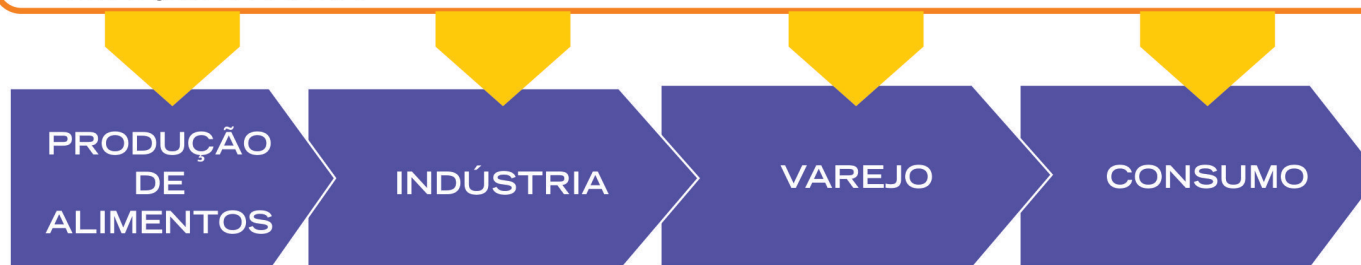 PRODUÇÃO
DE
ALIMENTOS
INDÚSTRIA
VAREJO
CONSUMO